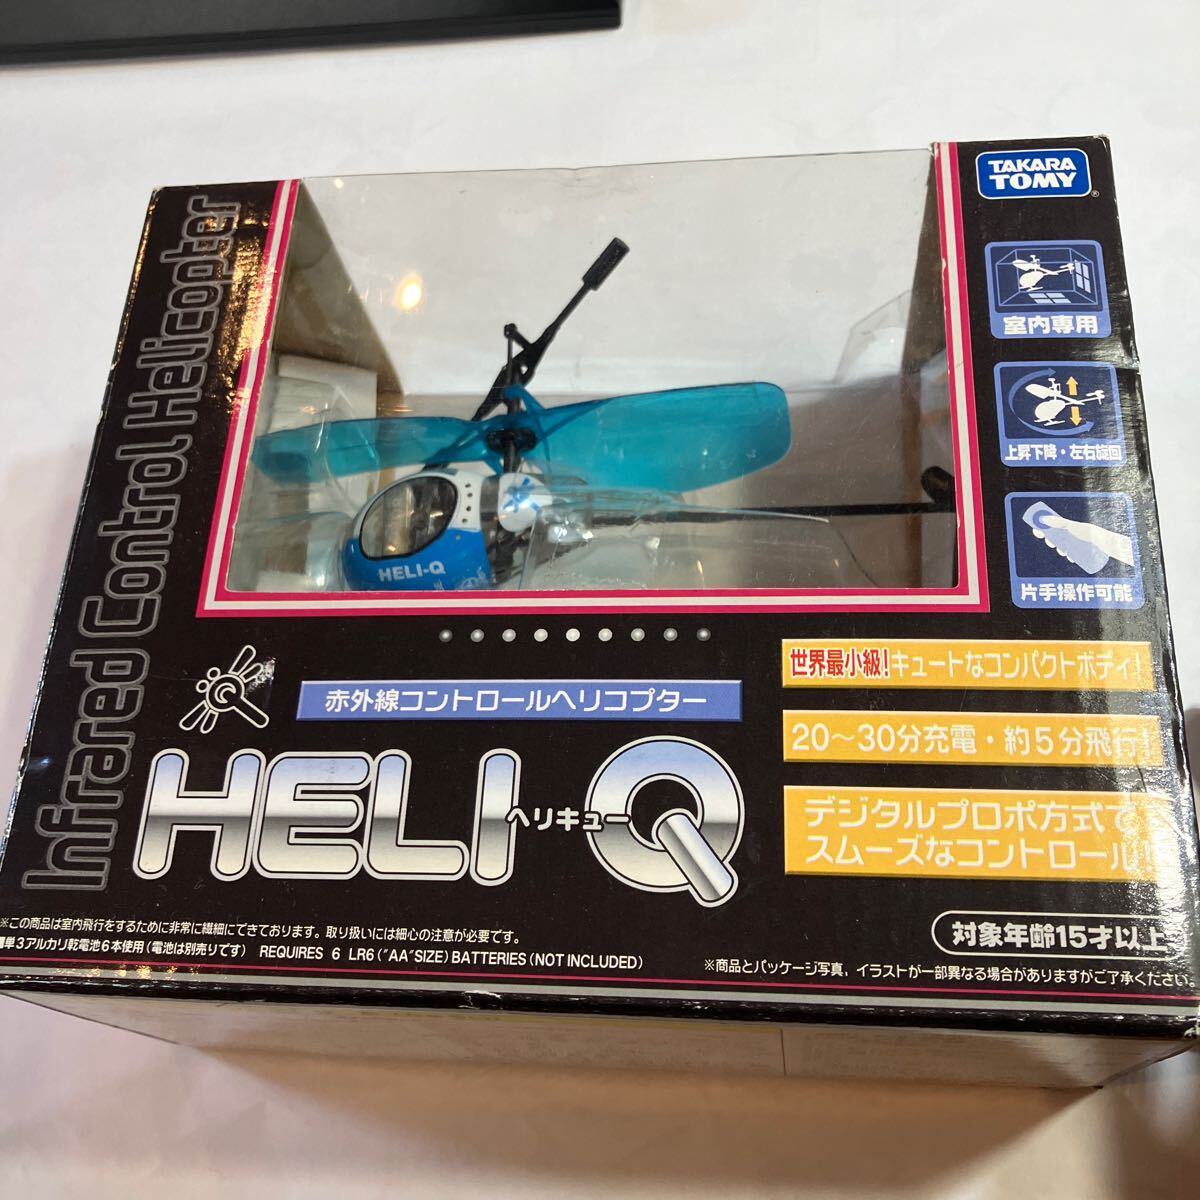 TAKARA
TOMY
Infrared Control Helicopter
室内専用
上昇下降・左右旋回
片手操作可能
HELI-Q
赤外線コントロールヘリコプター
HELI-Q
ヘリキュー
世界最小級!キュートなコンパクトボディ!
20〜30分充電・約5分飛行!
デジタルプロポ方式で
スムーズなコントロール!
対象年齢15才以上
※この商品は室内飛行をするために非常に繊細にできております。取り扱いには細心の注意が必要です。
単3アルカリ乾電池6本使用(電池は別売りです) REQUIRES 6 LR6("AA"SIZE) BATTERIES (NOT INCLUDED)
※商品とパッケージ写真、イラストが一部異なる場合がありますがご了承ください。